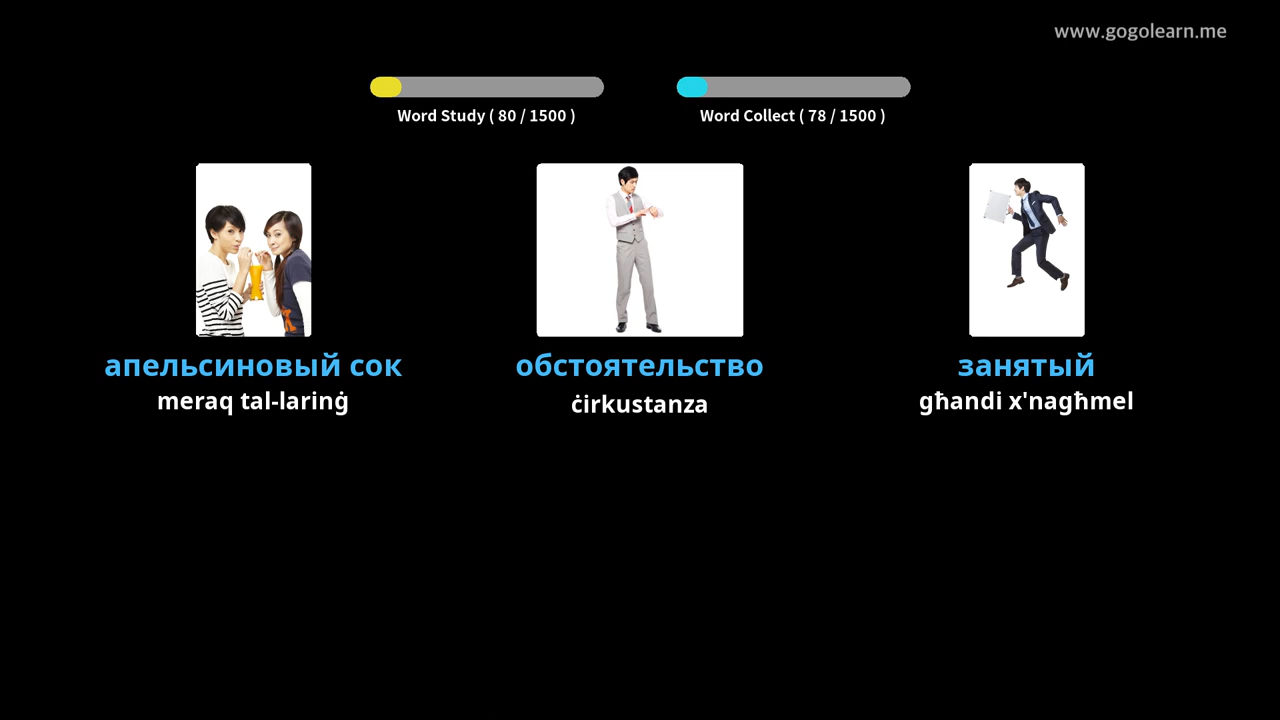 www.gogolearn.me
Word Study ( 80 / 1500 )
Word Collect ( 78 / 1500 )
апельсиновый сок
meraq tal-larinġ
обстоятельство
ċirkustanza
занятый
għandi x'nagħmel